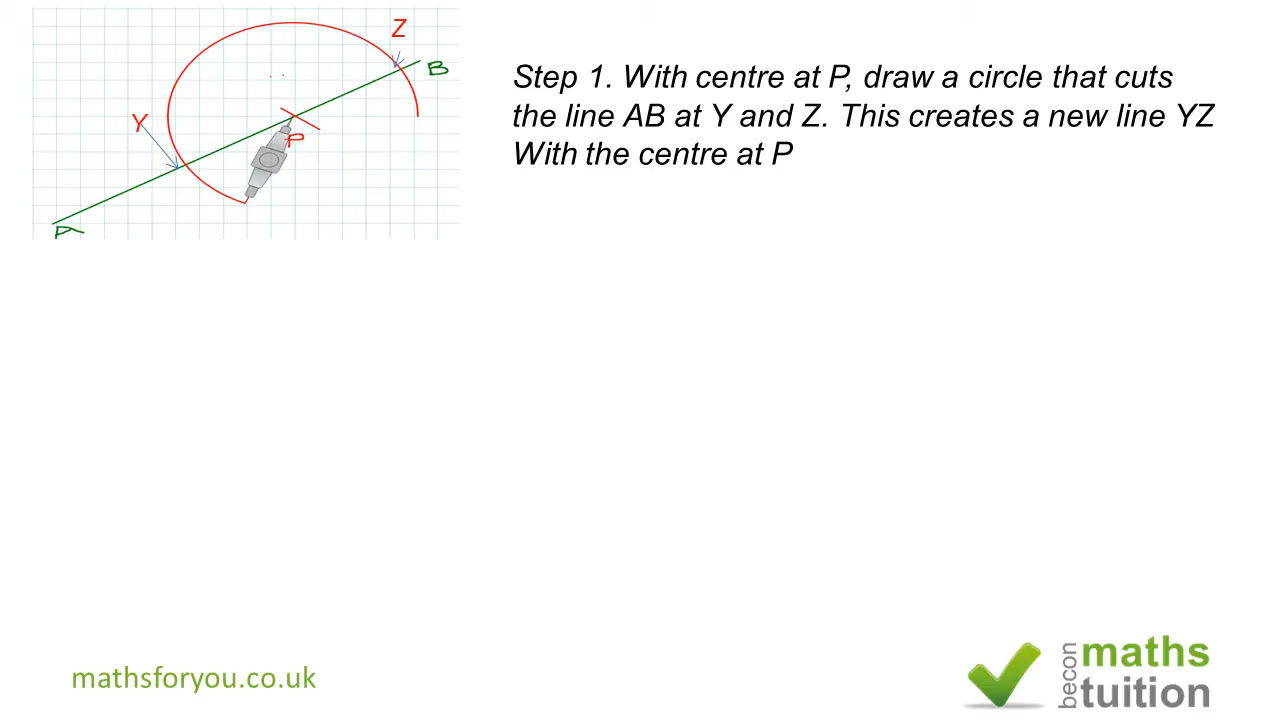 Z
B
Y
P
A
Step 1. With centre at P, draw a circle that cuts
the line AB at Y and Z. This creates a new line YZ
With the centre at P
mathsforyou.co.uk
becon
maths
tuition